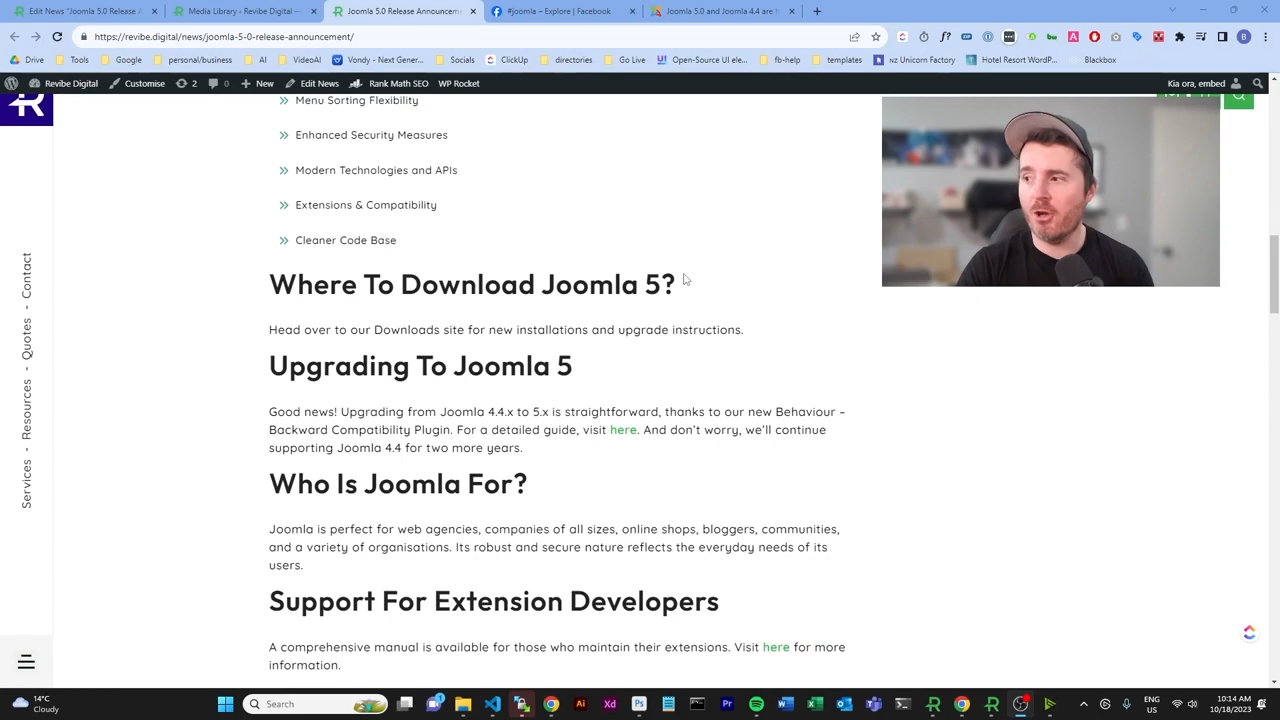 Edit News "Joomla 5.0 Release A
Media Library ‹ Revibe Digital —
Joomla 5.0 Release Announcem
#joomla – Explore | Facebook
Joomla 5.0 and Joomla 4.4 are h
https://revibe.digital/news/joomla-5-0-release-announcement/
Drive
Tools
Google
personal/business
AI
VideoAI
Vondy - Next Gener...
Socials
ClickUp
directories
Go Live
Open-Source UI ele...
fb-help
templates
NZ Unicorn Factory
Hotel Resort WordP...
Blackbox
Revibe Digital
Customise
2
0
New
Edit News
Rank Math SEO
WP Rocket
Kia ora, embed
Menu Sorting Flexibility
Enhanced Security Measures
Modern Technologies and APIs
Extensions & Compatibility
Cleaner Code Base
Where To Download Joomla 5?
Head over to our Downloads site for new installations and upgrade instructions.
Upgrading To Joomla 5
Good news! Upgrading from Joomla 4.4.x to 5.x is straightforward, thanks to our new Behaviour –
Backward Compatibility Plugin. For a detailed guide, visit here. And don't worry, we'll continue
supporting Joomla 4.4 for two more years.
Who Is Joomla For?
Joomla is perfect for web agencies, companies of all sizes, online shops, bloggers, communities,
and a variety of organisations. Its robust and secure nature reflects the everyday needs of its
users.
Support For Extension Developers
A comprehensive manual is available for those who maintain their extensions. Visit here for more
information.
Services - Resources - Quotes - Contact
14°C
Cloudy
Search
ENG
US
10:14 AM
10/18/2023